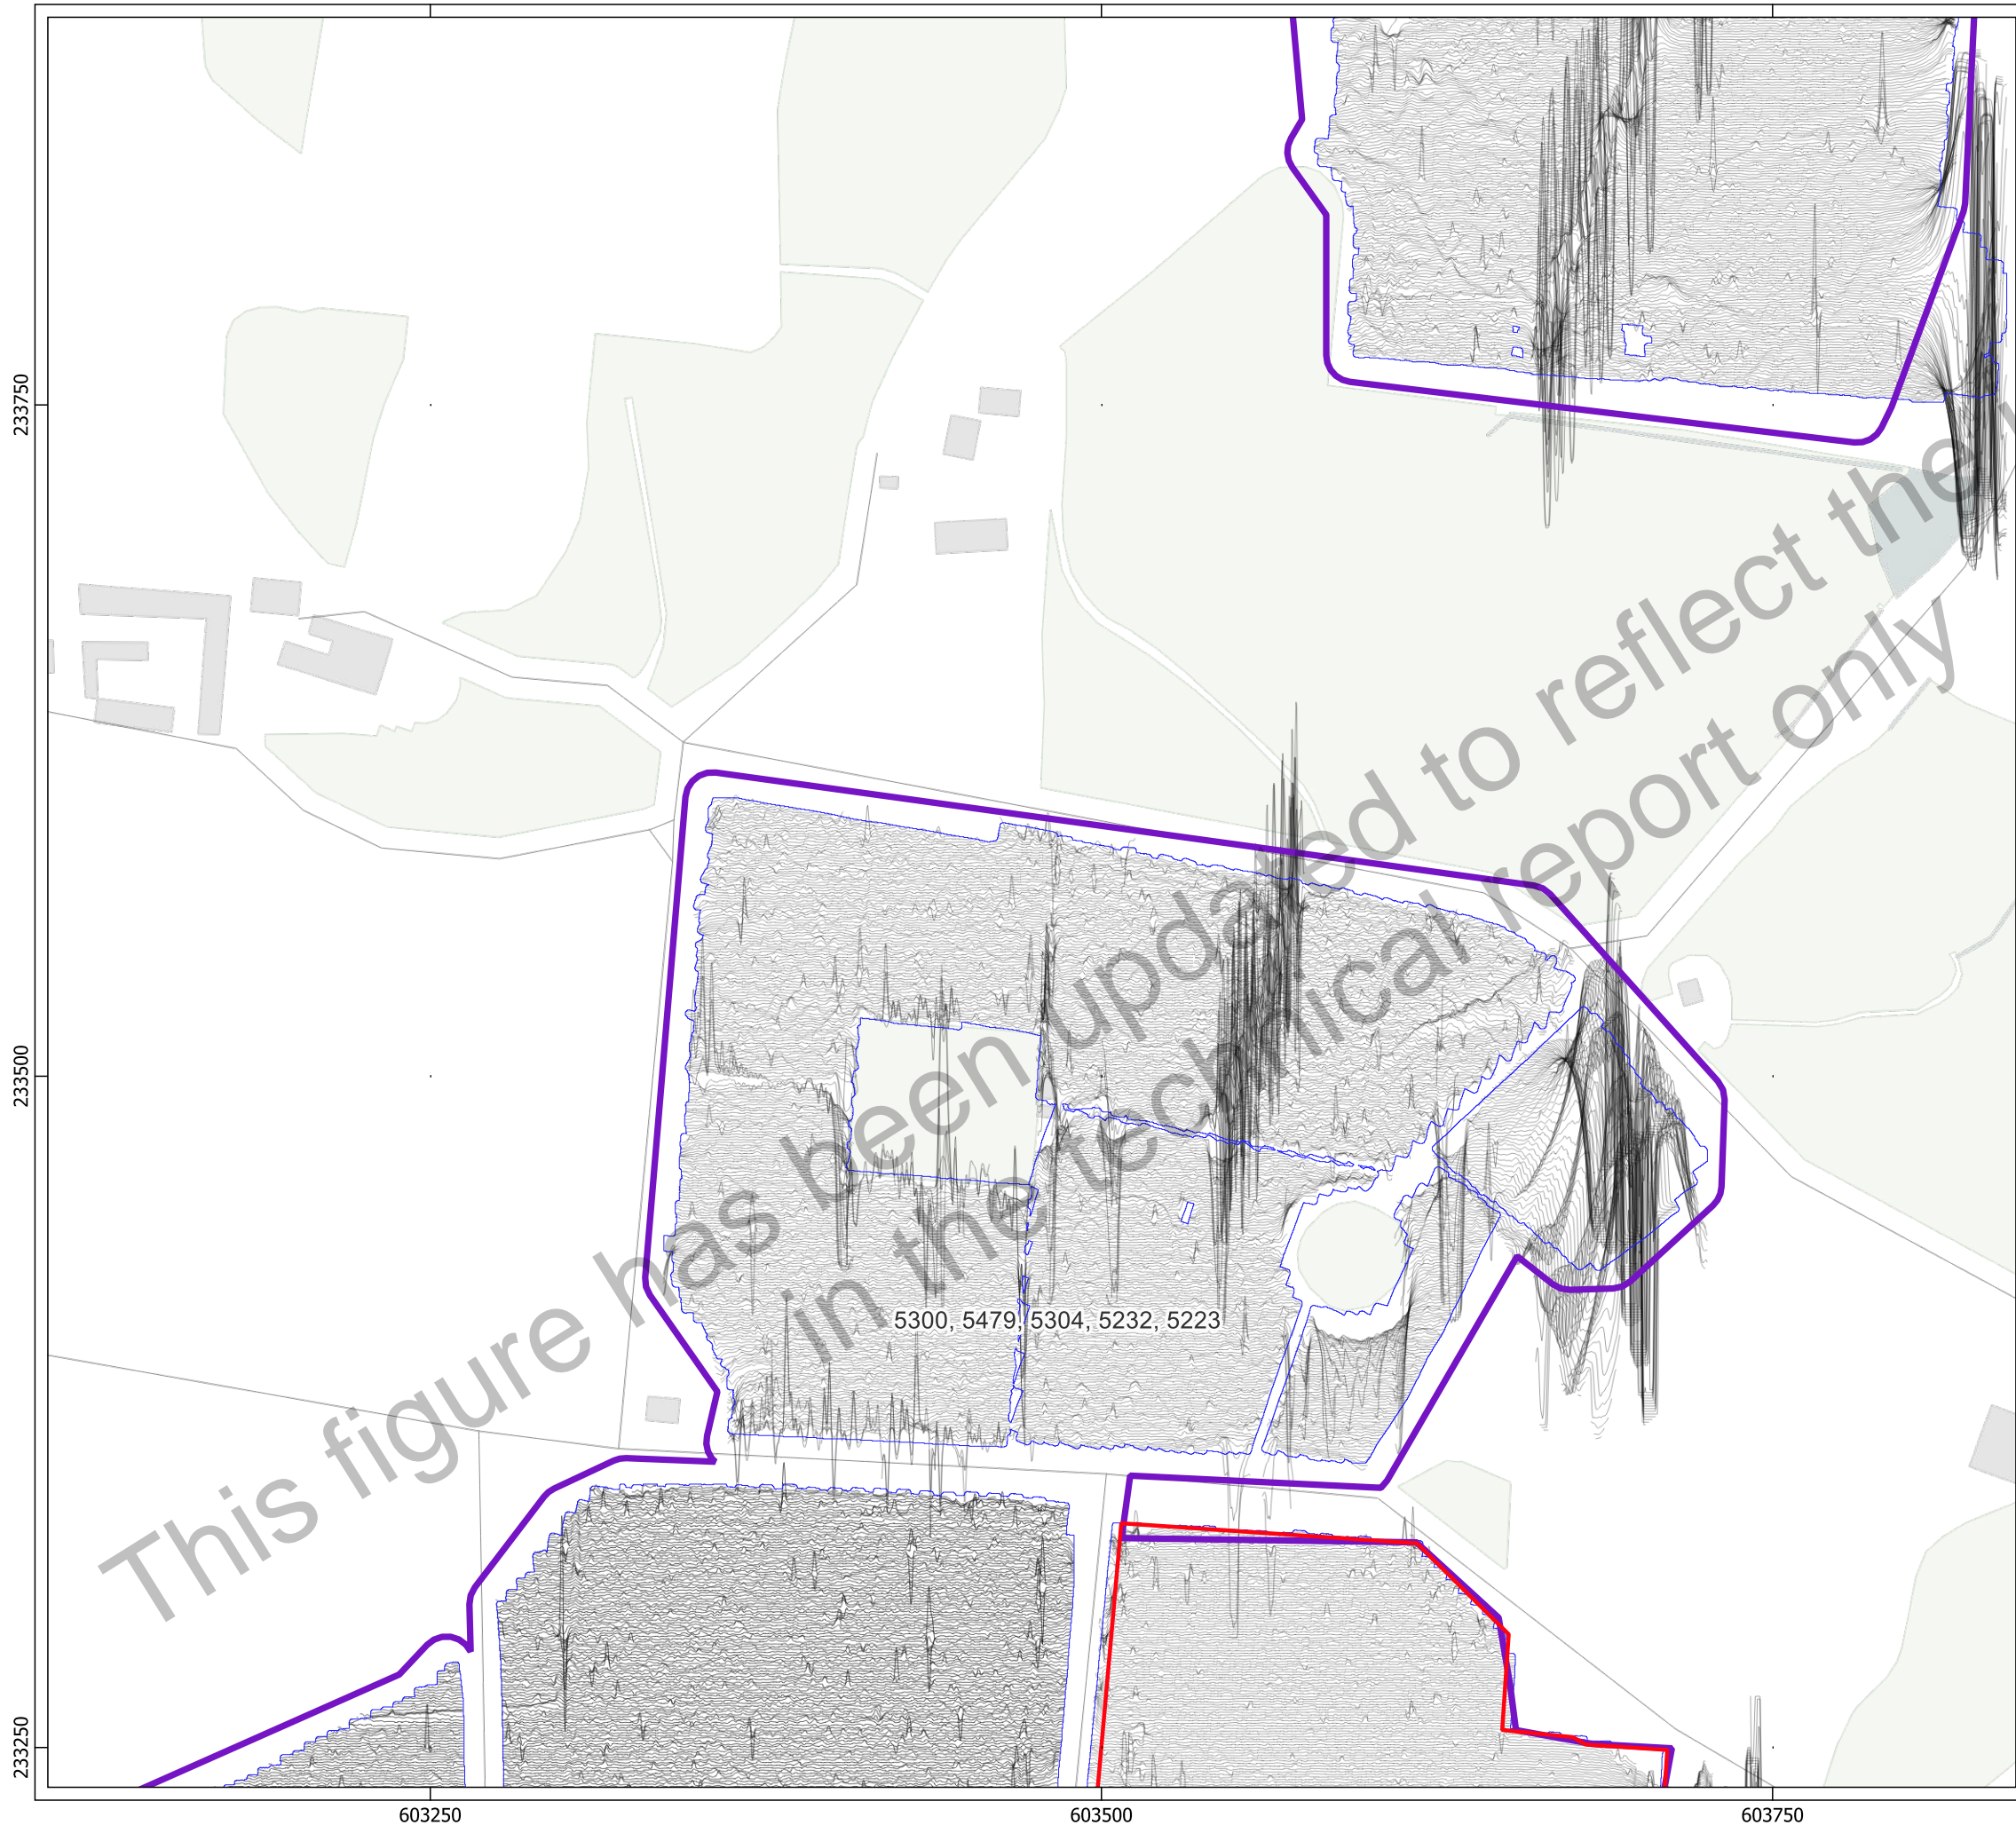 233750
233500
233250
This figure has been updated to reflect the
in the technical report only
5300, 5479, 5304, 5232, 5223
603250
603500
603750